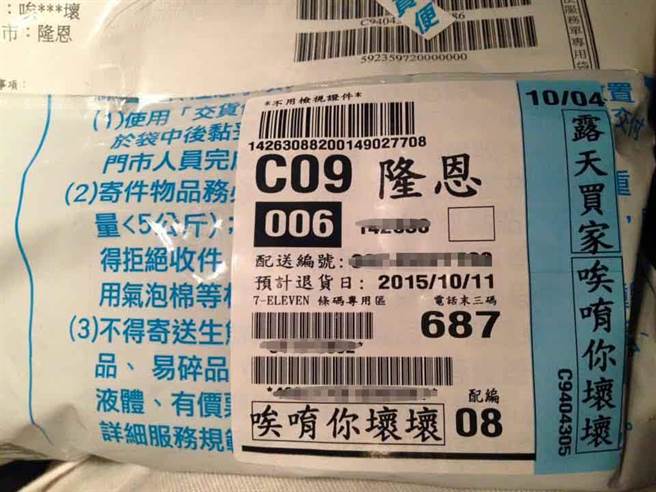 ：唉***壞
市：隆恩
592359720000000
事項：
(1)使用「交貨
於袋中後黏
門市人員完
(2)寄件物品務
量<5公斤)；
得拒絕收件
用氣泡棉等
(3)不得寄送生
品、易碎品
液體、有價
詳細服務規
*不用檢視證件*
14263088200149027708
C09 隆恩
006
配送編號：
預計退貨日：2015/10/11
7-ELEVEN 條碼專用區
電話末三碼
687
配編
唉唷你壞壞 08
10/04
露天買家
唉唷你壞壞
C9404305